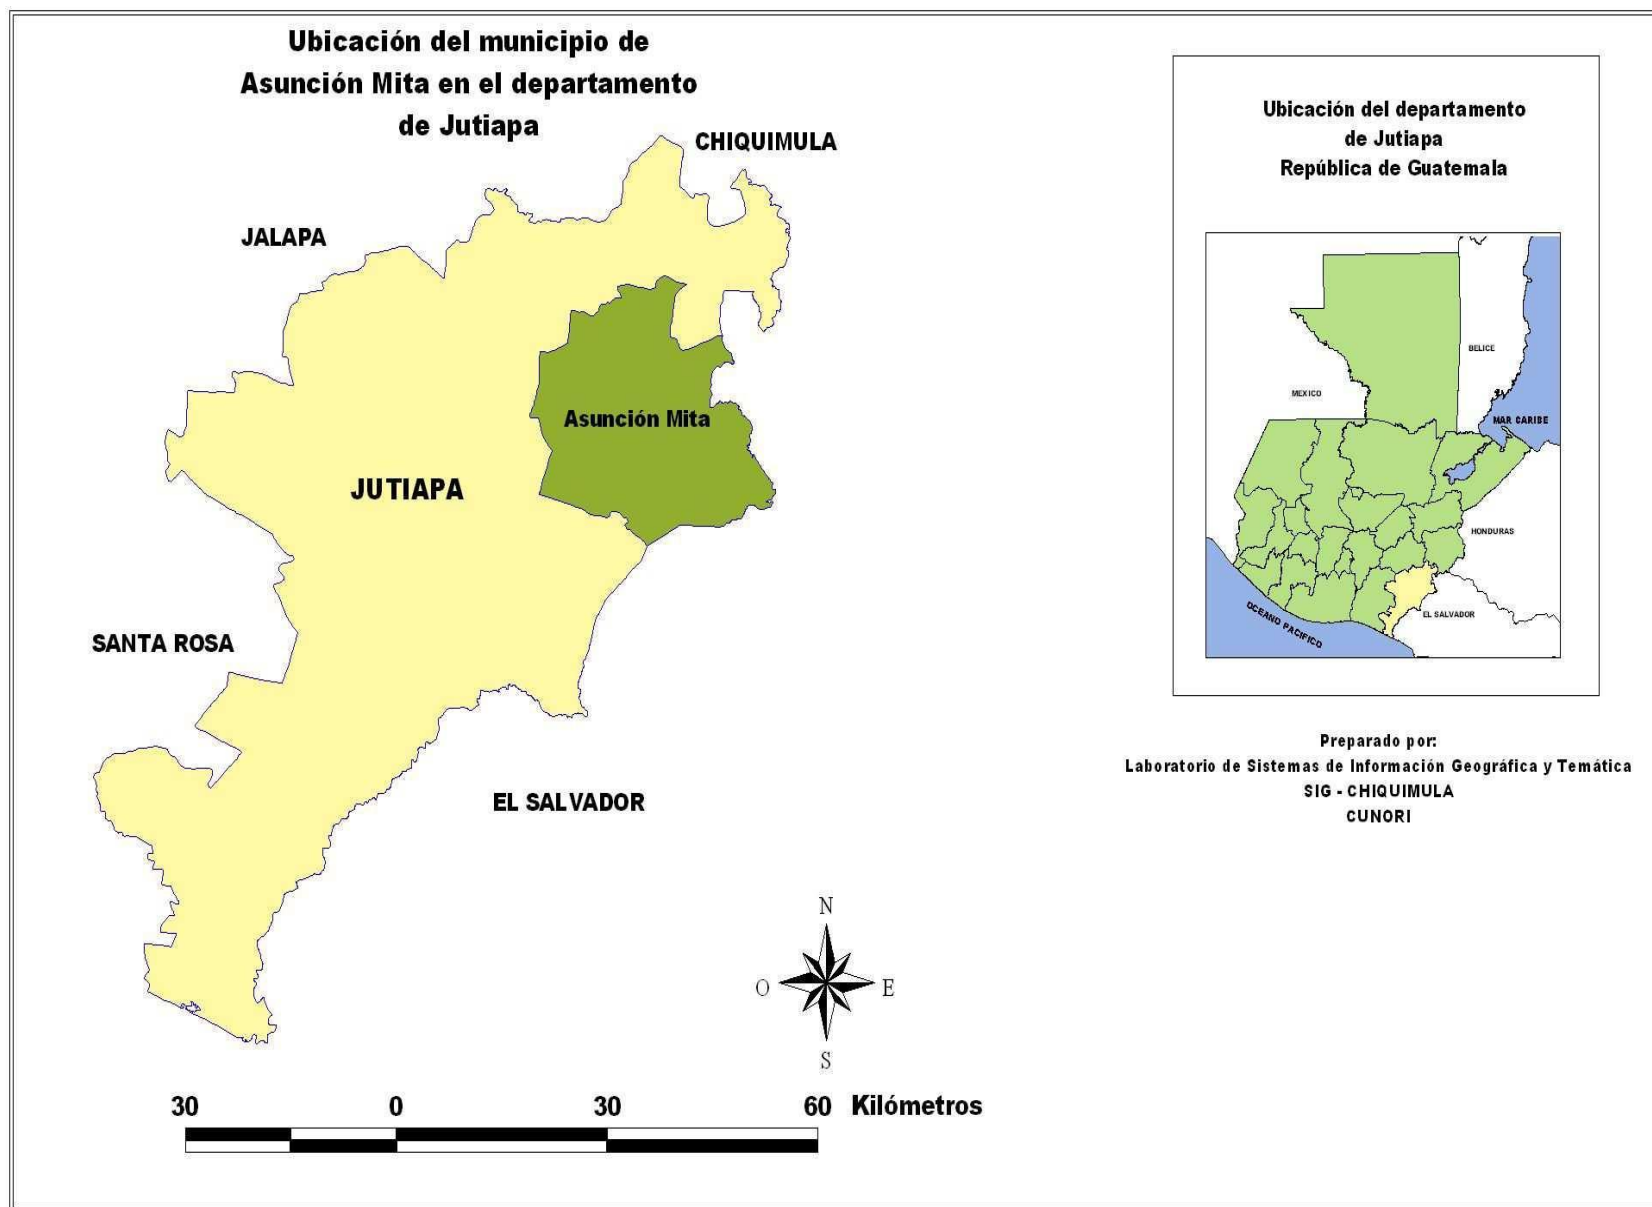 Ubicación del municipio de
Asunción Mita en el departamento
de Jutiapa
CHIQUIMULA
JALAPA
Asunción Mita
JUTIAPA
SANTA ROSA
EL SALVADOR
N
O
E
S
30
0
30
60
Kilómetros
Ubicación del departamento
de Jutiapa
República de Guatemala
BELICE
MEXICO
MAR CARIBE
HONDURAS
OCEANO PACIFICO
EL SALVADOR
Preparado por:
Laboratorio de Sistemas de Información Geográfica y Temática
SIG - CHIQUIMULA
CUNORI